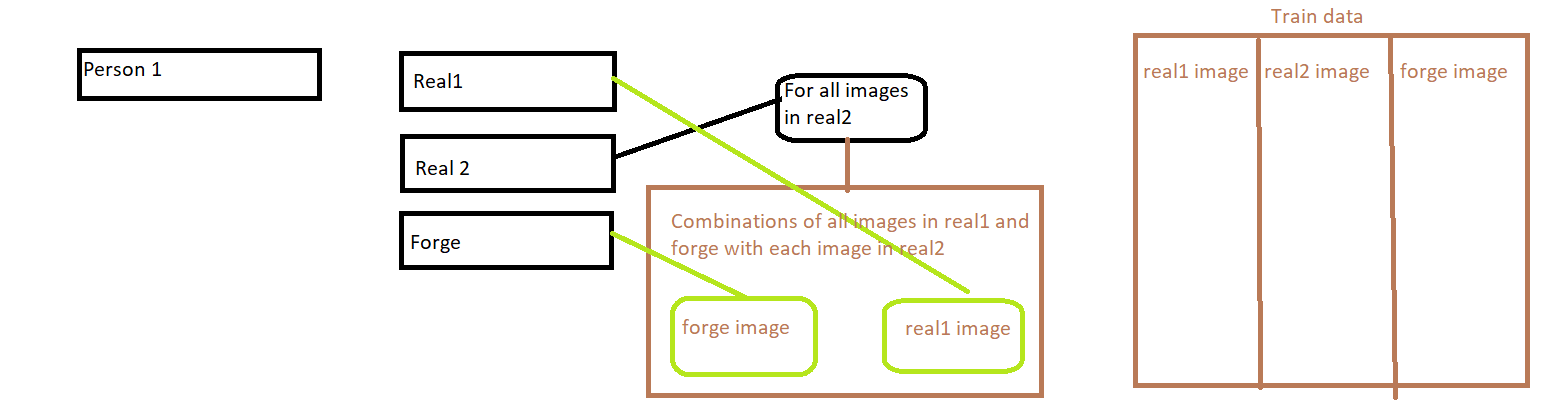 Person 1
Real1
Real 2
Forge
For all images
in real2
Combinations of all images in real1 and
forge with each image in real2
forge image
real1 image
Train data
real1 image
real2 image
forge image